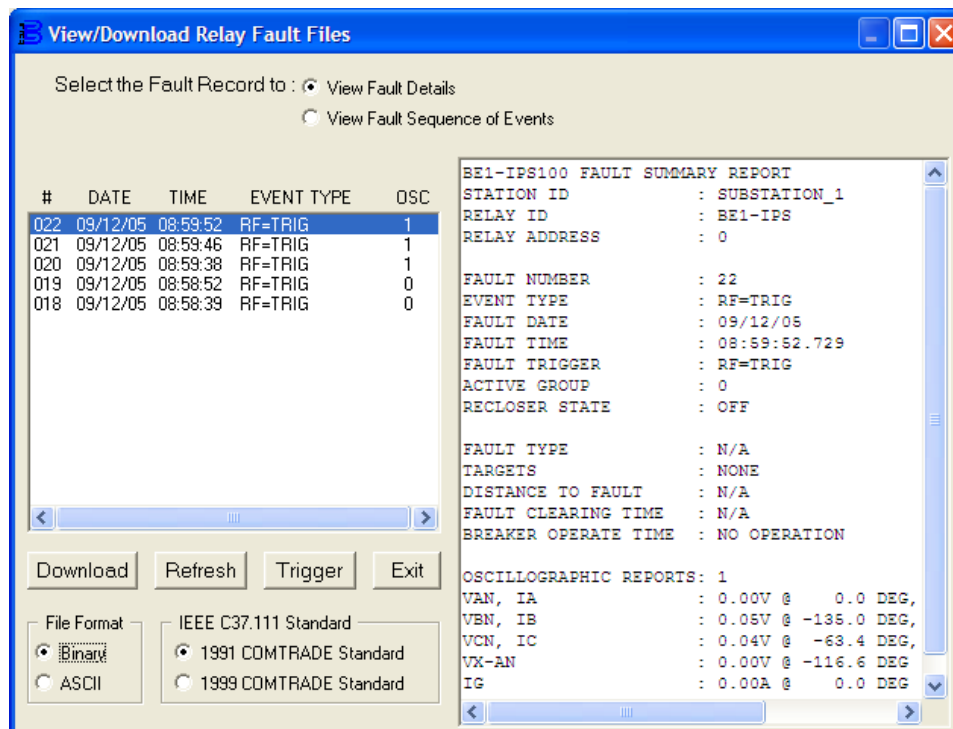 View/Download Relay Fault Files
Select the Fault Record to : View Fault Details
View Fault Sequence of Events
# DATE TIME EVENT TYPE OSC
022 09/12/05 08:59:52 RF=TRIG 1
021 09/12/05 08:59:46 RF=TRIG 1
020 09/12/05 08:59:38 RF=TRIG 1
019 09/12/05 08:58:52 RF=TRIG 0
018 09/12/05 08:58:39 RF=TRIG 0
Download Refresh Trigger Exit
File Format
Binary
ASCII
IEEE C37.111 Standard
1991 COMTRADE Standard
1999 COMTRADE Standard
BE1-IPS100 FAULT SUMMARY REPORT
STATION ID : SUBSTATION_1
RELAY ID : BE1-IPS
RELAY ADDRESS : 0
FAULT NUMBER : 22
EVENT TYPE : RF=TRIG
FAULT DATE : 09/12/05
FAULT TIME : 08:59:52.729
FAULT TRIGGER : RF=TRIG
ACTIVE GROUP : 0
RECLOSER STATE : OFF
FAULT TYPE : N/A
TARGETS : NONE
DISTANCE TO FAULT : N/A
FAULT CLEARING TIME : N/A
BREAKER OPERATE TIME : NO OPERATION
OSCILLOGRAPHIC REPORTS: 1
VAN, IA : 0.00V @ 0.0 DEG,
VBN, IB : 0.05V @ -135.0 DEG,
VCN, IC : 0.04V @ -63.4 DEG,
VX-AN : 0.00V @ -116.6 DEG
IG : 0.00A @ 0.0 DEG